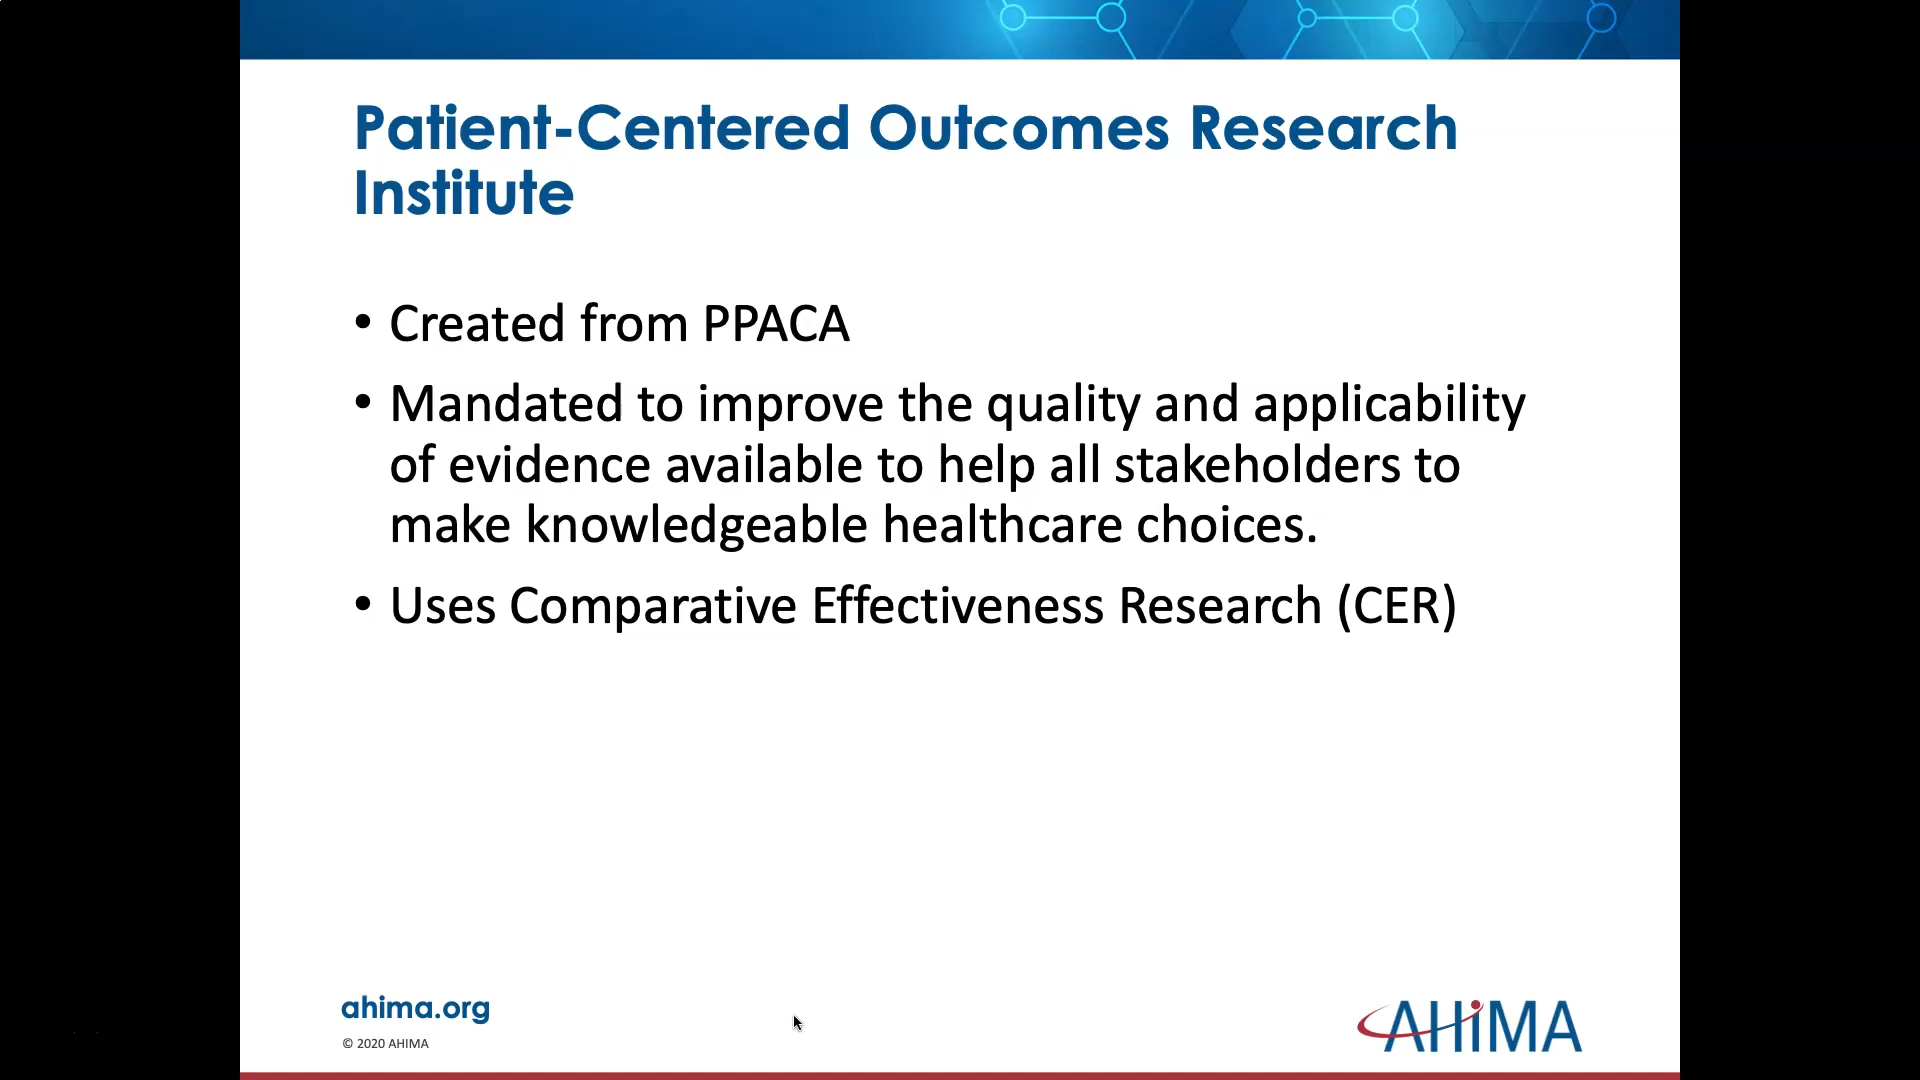 Patient-Centered Outcomes Research
Institute
• Created from PPACA
• Mandated to improve the quality and applicability
of evidence available to help all stakeholders to
make knowledgeable healthcare choices.
• Uses Comparative Effectiveness Research (CER)
ahima.org
© 2020 AHIMA
AHiMA